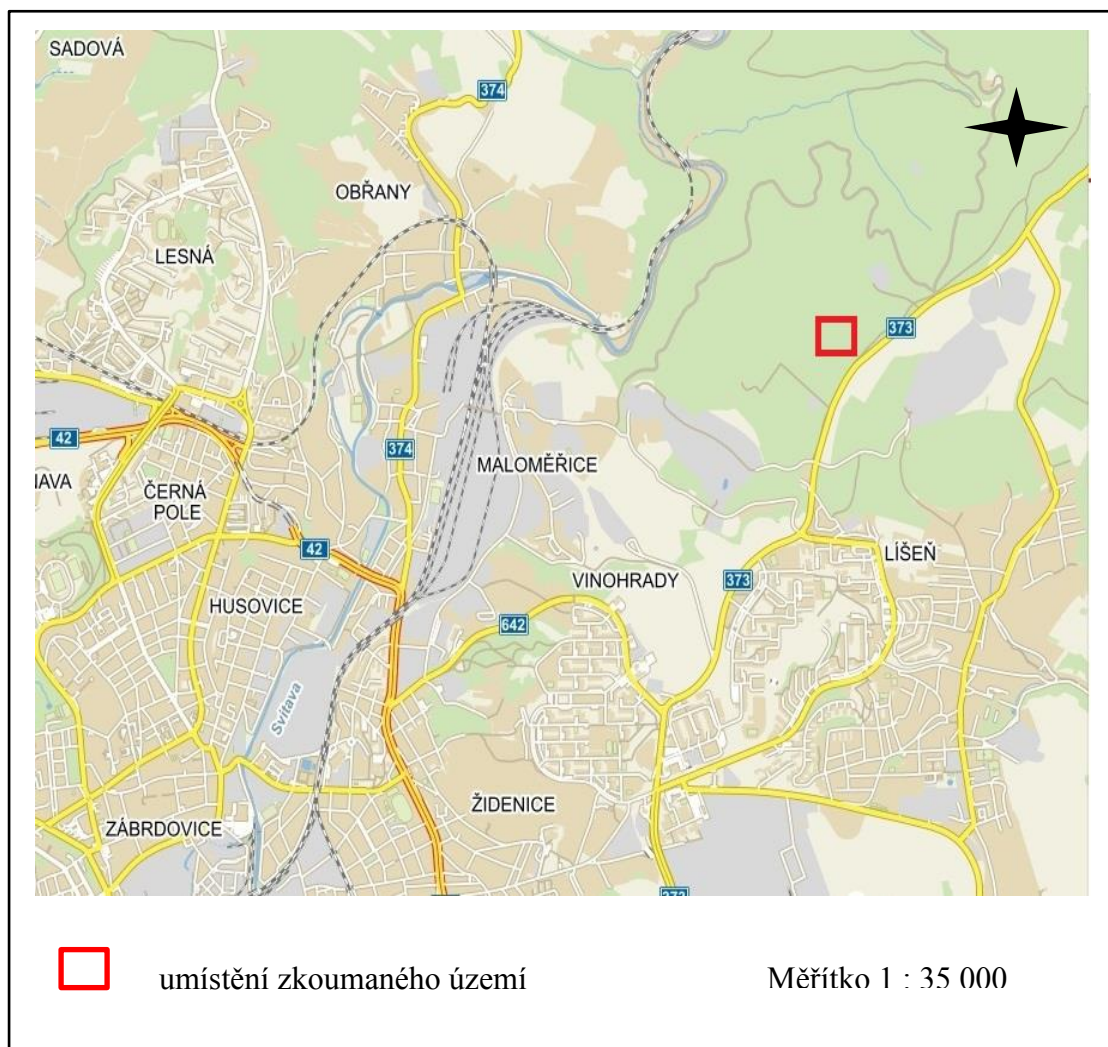 SADOVÁ
374
OBŘANY
LESNÁ
373
42
374
MALOMĚŘICE
ČERNÁ
POLE
42
LÍŠEŇ
VINOHRADY
373
HUSOVICE
642
Svitava
ŽIDENICE
ZÁBRDOVICE
umístění zkoumaného území
Měřítko 1 : 35 000